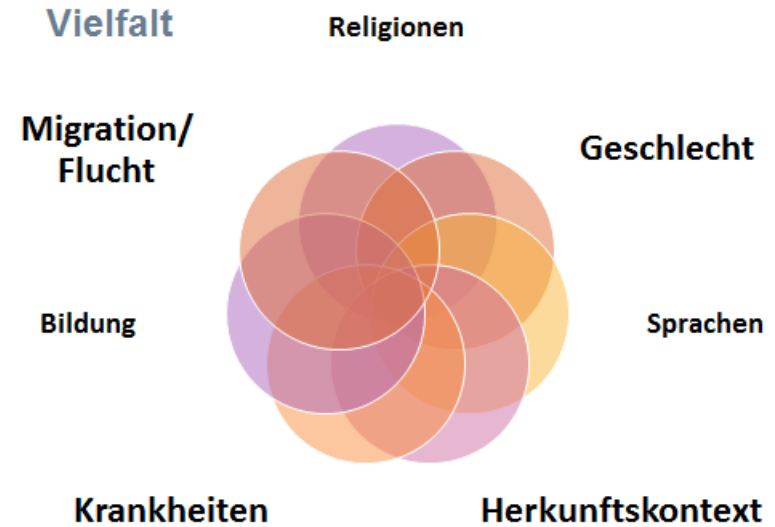 Vielfalt
Religionen
Migration/
Flucht
Geschlecht
Bildung
Sprachen
Krankheiten
Herkunftskontext